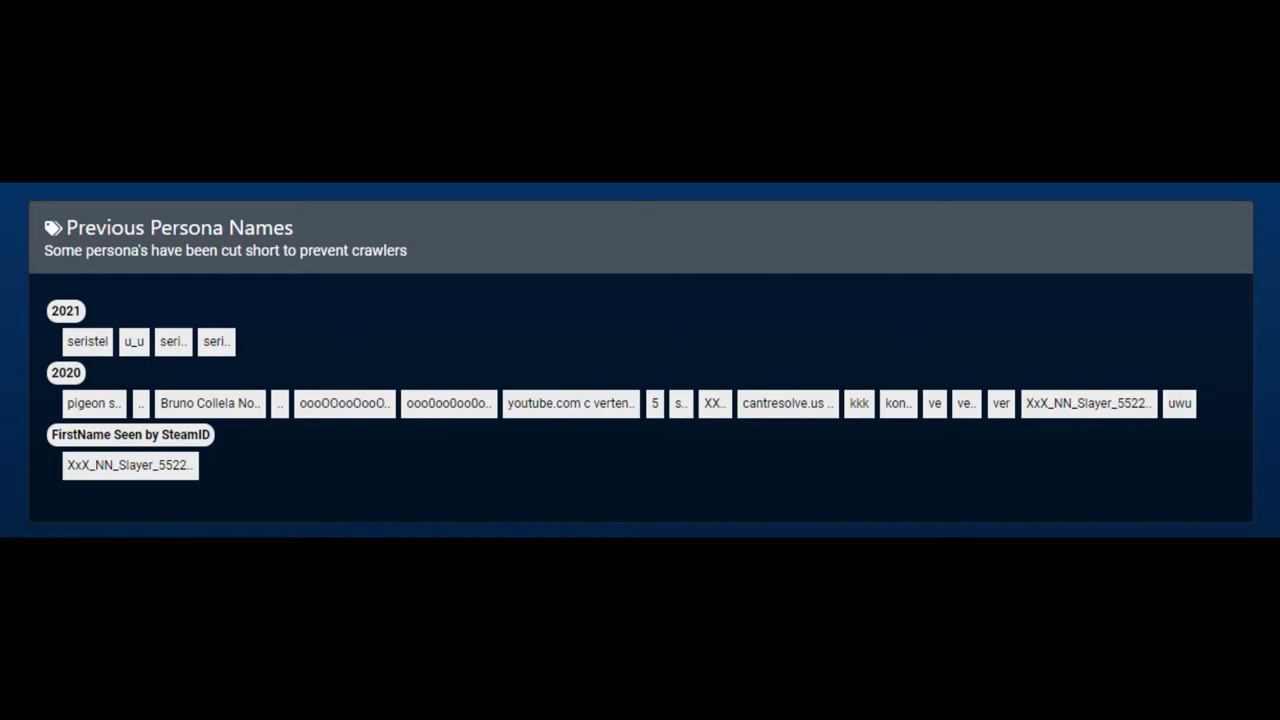 Previous Persona Names
Some persona's have been cut short to prevent crawlers
2021
seristel u_u seri.. seri..
2020
pigeon s.. .. Bruno Collela No.. .. oooOOooOooO.. ooo0oo0oo0o.. youtube.com c verten.. 5 s.. XX.. cantresolve.us .. kkk kon.. ve ve.. ver XxX_NN_Slayer_5522.. uwu
FirstName Seen by SteamID
XxX_NN_Slayer_5522..